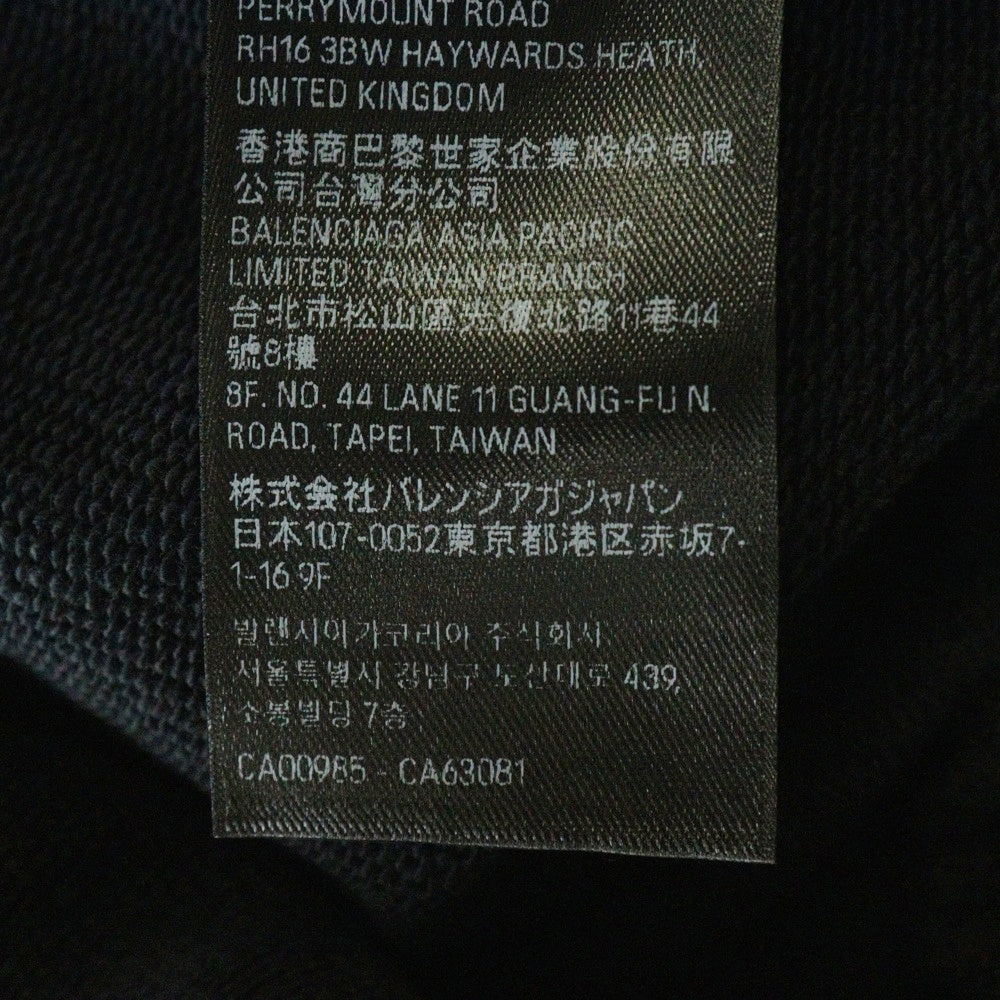 PERRYMOUNT ROAD
RH16 3BW HAYWARDS HEATH,
UNITED KINGDOM
香港商巴黎世家企業股份有限
公司台灣分公司
BALENCIAGA ASIA PACIFIC
LIMITED TAIWAN BRANCH
台北市松山區光復北路11巷44
號8樓
8F. NO. 44 LANE 11 GUANG-FU N.
ROAD, TAPEI, TAIWAN
株式会社バレンシアガジャパン
日本107-0052東京都港区赤坂7-
1-16 9F
발렌시아가코리아 주식회사
서울특별시 강남구 도산대로 439,
소봉빌딩 7층
CA00985 - CA63081